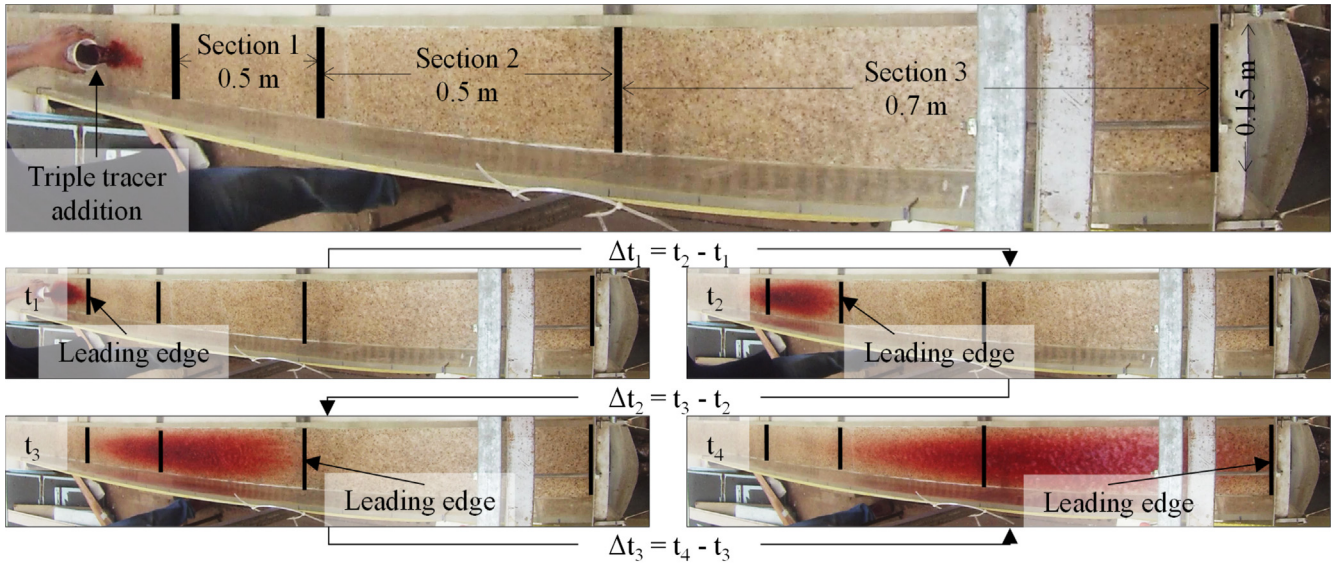 Section 1
0.5 m
Section 2
0.5 m
Section 3
0.7 m
0.15 m
Triple tracer
addition
Δt₁ = t₂ - t₁
t₁
Leading edge
t₂
Leading edge
Δt₂ = t₃ - t₂
t₃
Leading edge
t₄
Leading edge
Δt₃ = t₄ - t₃